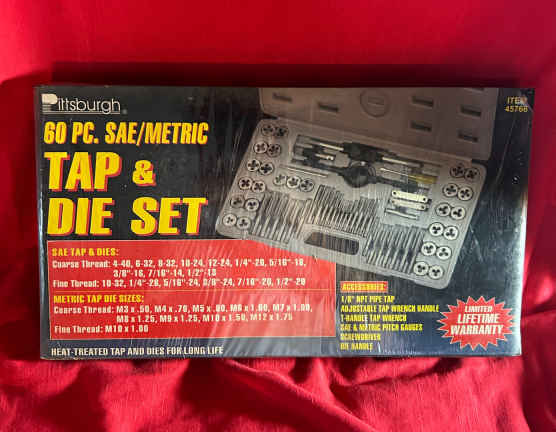 Pittsburgh®
ITEM
45766
60 PC. SAE/METRIC
TAP &
DIE SET
SAE TAP & DIES:
Coarse Thread: 4-40, 6-32, 8-32, 10-24, 12-24, 1/4"-20, 5/16"-18,
3/8"-16, 7/16"-14, 1/2"-13
Fine Thread: 10-32, 1/4"-28, 5/16"-24, 3/8"-24, 7/16"-20, 1/2"-20
METRIC TAP DIE SIZES:
Coarse Thread: M3 x .50, M4 x .70, M5 x .80, M6 x 1.00, M7 x 1.00,
M8 x 1.25, M9 x 1.25, M10 x 1.50, M12 x 1.75
Fine Thread: M10 x 1.00
HEAT-TREATED TAP AND DIES FOR LONG LIFE
ACCESSORIES:
1/8" NPT PIPE TAP
ADJUSTABLE TAP WRENCH HANDLE
T-HANDLE TAP WRENCH
SAE & METRIC PITCH GAUGES
SCREWDRIVER
DIE HANDLE
LIMITED
LIFETIME
WARRANTY